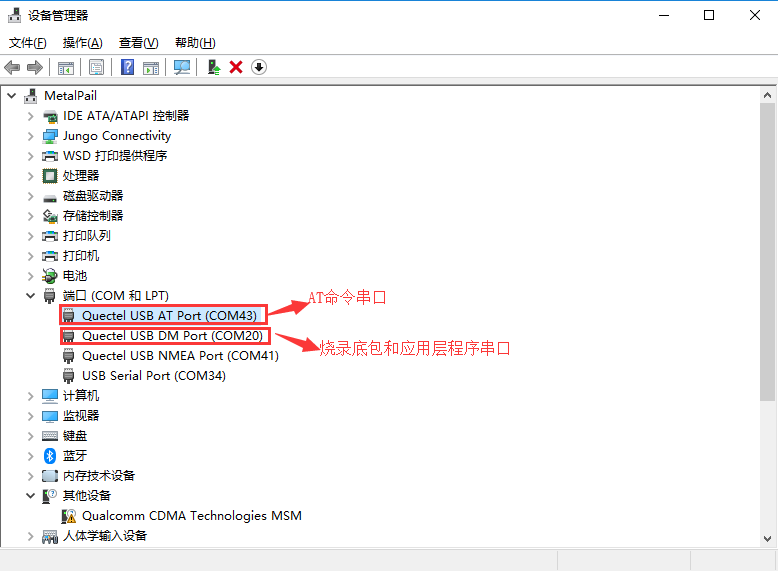 设备管理器
文件(F) 操作(A) 查看(V) 帮助(H)
MetalPail
IDE ATA/ATAPI 控制器
Jungo Connectivity
WSD 打印提供程序
处理器
磁盘驱动器
存储控制器
打印队列
打印机
电池
端口 (COM 和 LPT)
AT命令串口
Quectel USB AT Port (COM43)
Quectel USB DM Port (COM20)
烧录底包和应用层程序串口
Quectel USB NMEA Port (COM41)
USB Serial Port (COM34)
计算机
监视器
键盘
蓝牙
内存技术设备
其他设备
Qualcomm CDMA Technologies MSM
人体学输入设备